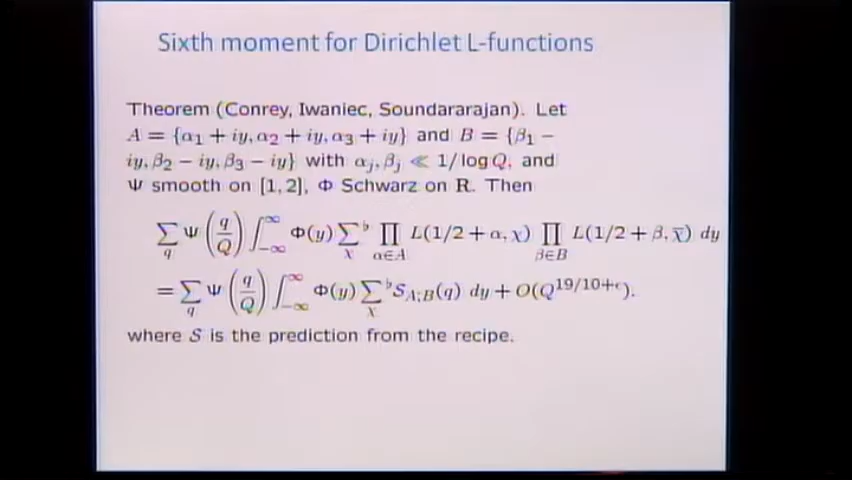 Sixth moment for Dirichlet L-functions
Theorem (Conrey, Iwaniec, Soundararajan). Let
A = {α₁ + iy, α₂ + iy, α₃ + iy} and B = {β₁ −
iy, β₂ − iy, β₃ − iy} with αⱼ, βⱼ ≪ 1/log Q, and
Ψ smooth on [1, 2], Φ Schwarz on R. Then
∑_q Ψ(q/Q) ∫_{−∞}^{∞} Φ(y) ∑^♭_χ ∏_{α∈A} L(1/2 + α, χ) ∏_{β∈B} L(1/2 + β, χ̄) dy
= ∑_q Ψ(q/Q) ∫_{−∞}^{∞} Φ(y) ∑^♭_χ S_{A;B}(q) dy + O(Q^{19/10+ε}).
where S is the prediction from the recipe.